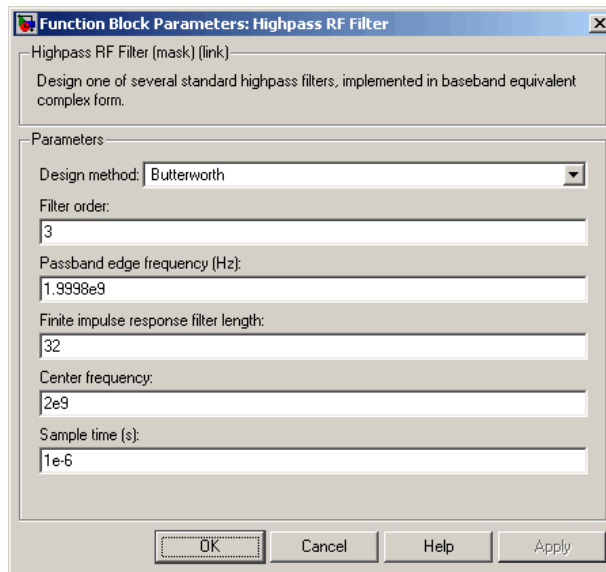 Function Block Parameters: Highpass RF Filter
Highpass RF Filter (mask) (link)
Design one of several standard highpass filters, implemented in baseband equivalent
complex form.
Parameters
Design method: Butterworth
Filter order:
3
Passband edge frequency (Hz):
1.9998e9
Finite impulse response filter length:
32
Center frequency:
2e9
Sample time (s):
1e-6
OK Cancel Help Apply